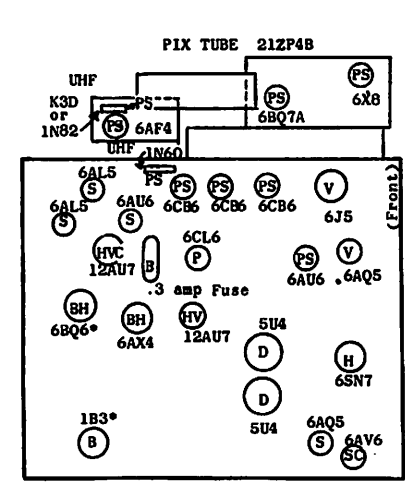 PIX TUBE 21ZP4B
UHF
K3D
or
1N82
PS
PS
6AF4
UHF
PS
6BQ7A
PS
6X8
1N60
PS
6AL5
S
6AL5
S
6AU6
S
PS
6CB6
PS
6CB6
PS
6CB6
V
6J5
(Front)
HVC
12AU7
B
.3 amp Fuse
6CL6
P
PS
6AU6
V
6AQ5
BH
6BQ6*
BH
6AX4
HV
12AU7
5U4
D
D
5U4
H
6SN7
1B3*
B
6AQ5
S
6AV6
SC